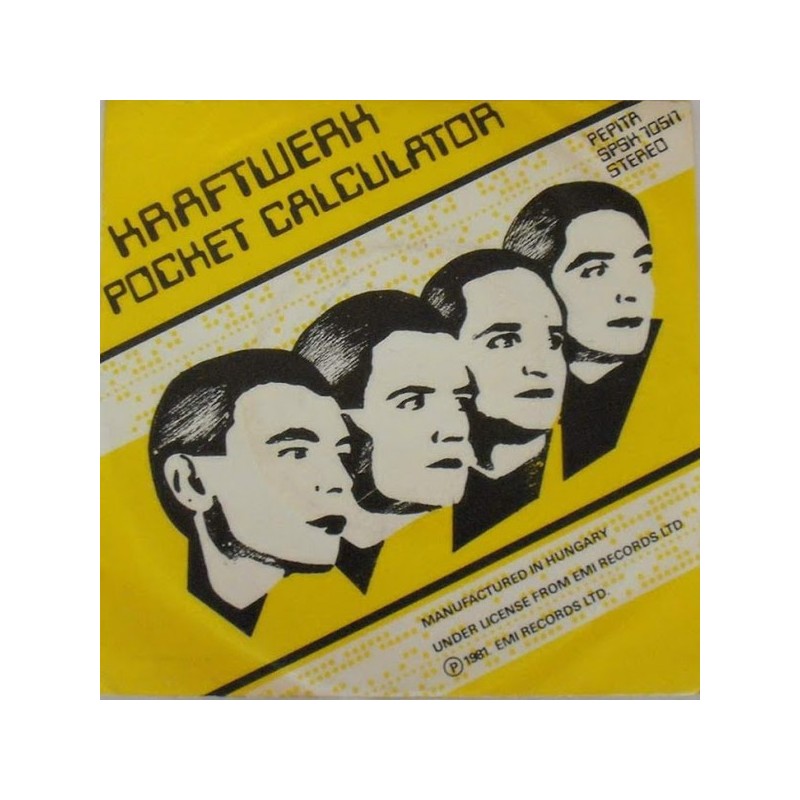 KRAFTWERK
POCKET CALCULATOR
PEPITA
SPSK 70517
STEREO
MANUFACTURED IN HUNGARY
UNDER LICENSE FROM EMI RECORDS LTD
Ⓟ 1981. EMI RECORDS LTD.